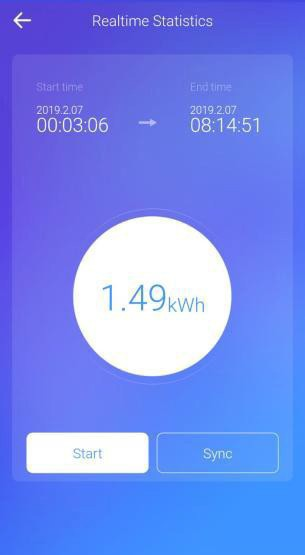 Realtime Statistics
Start time
End time
2019.2.07
2019.2.07
00:03:06
08:14:51
1.49kWh
Start
Sync